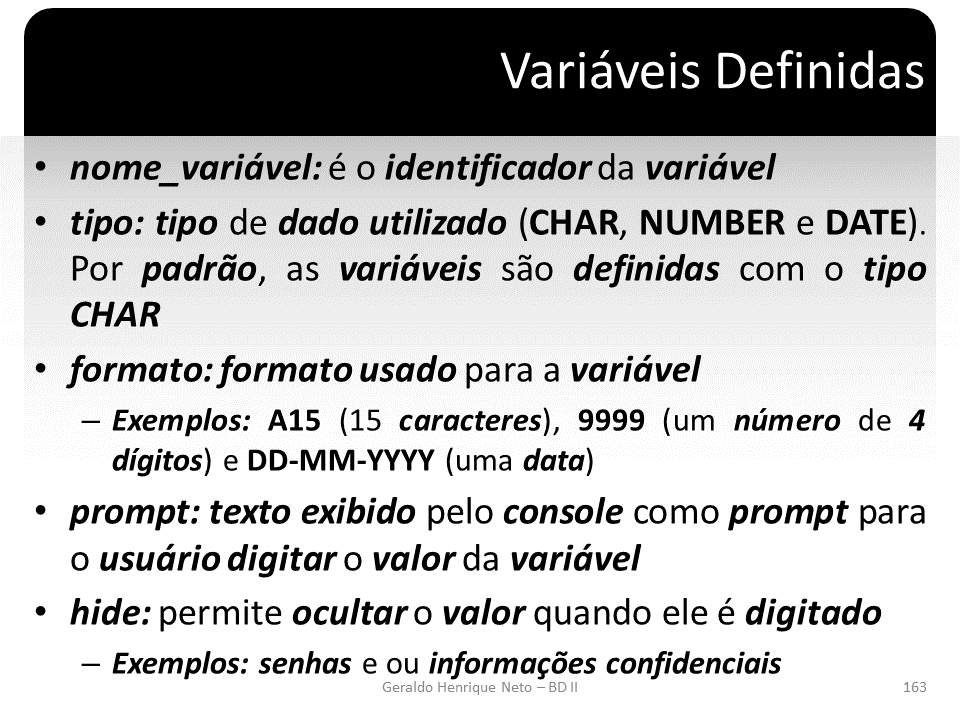 Variáveis Definidas
• nome_variável: é o identificador da variável
• tipo: tipo de dado utilizado (CHAR, NUMBER e DATE).
Por padrão, as variáveis são definidas com o tipo
CHAR
• formato: formato usado para a variável
– Exemplos: A15 (15 caracteres), 9999 (um número de 4
dígitos) e DD-MM-YYYY (uma data)
• prompt: texto exibido pelo console como prompt para
o usuário digitar o valor da variável
• hide: permite ocultar o valor quando ele é digitado
– Exemplos: senhas e ou informações confidenciais
Geraldo Henrique Neto – BD II 163